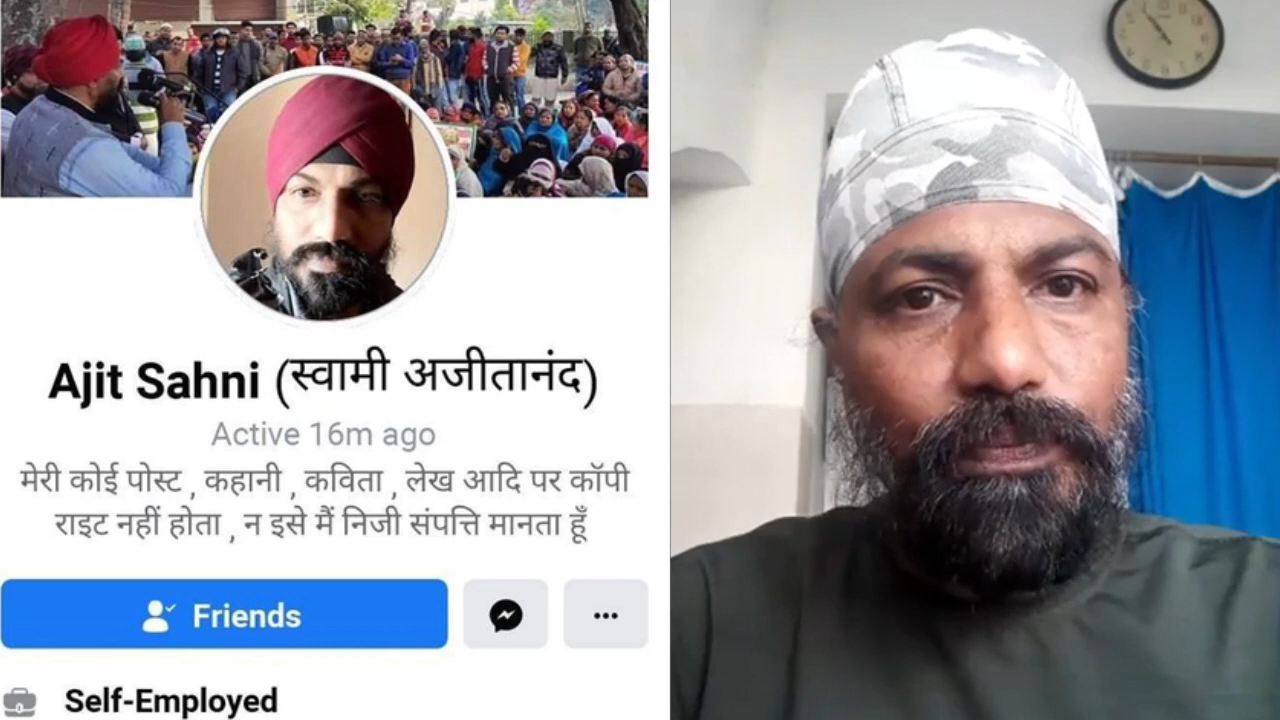 Ajit Sahni (स्वामी अजीतानंद)
Active 16m ago
मेरी कोई पोस्ट , कहानी , कविता , लेख आदि पर कॉपी
राइट नहीं होता , न इसे मैं निजी संपत्ति मानता हूँ
Friends
Self-Employed